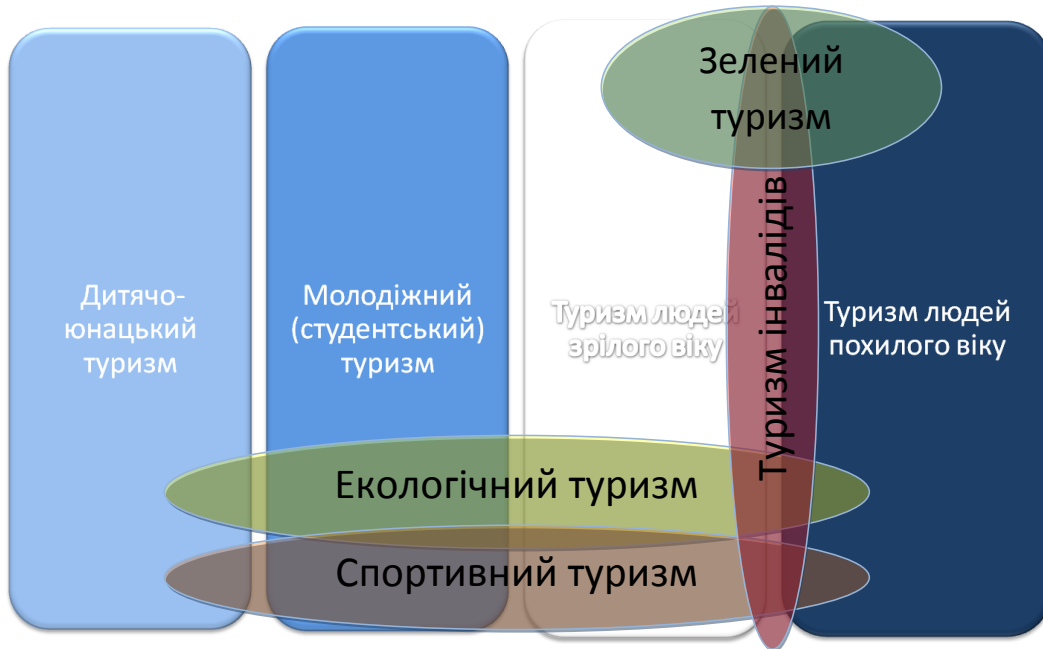 Зелений
туризм
Дитячо-
юнацький
туризм
Молодіжний
(студентський)
туризм
Туризм людей
зрілого віку
Туризм інвалідів
Туризм людей
похилого віку
Екологічний туризм
Спортивний туризм